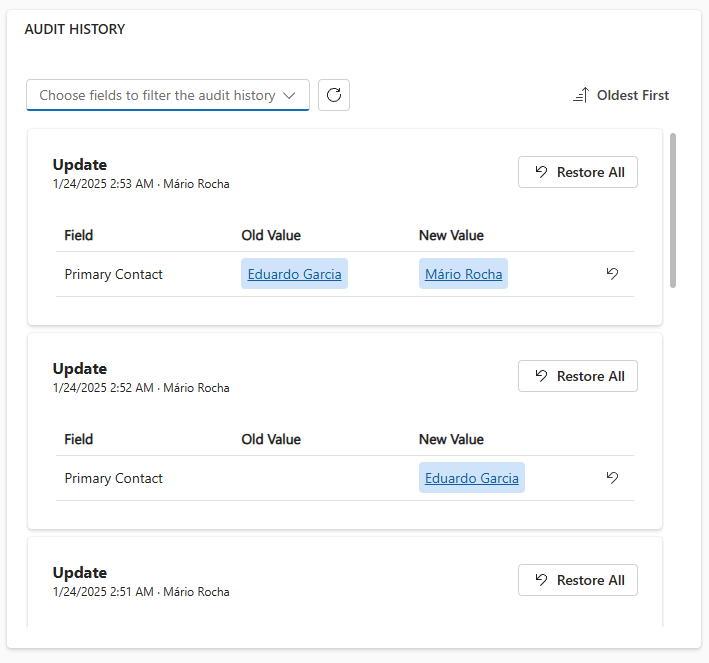 AUDIT HISTORY
Choose fields to filter the audit history
Oldest First
Update
1/24/2025 2:53 AM · Mário Rocha
Restore All
Field Old Value New Value
Primary Contact Eduardo Garcia Mário Rocha
Update
1/24/2025 2:52 AM · Mário Rocha
Restore All
Field Old Value New Value
Primary Contact Eduardo Garcia
Update
1/24/2025 2:51 AM · Mário Rocha
Restore All